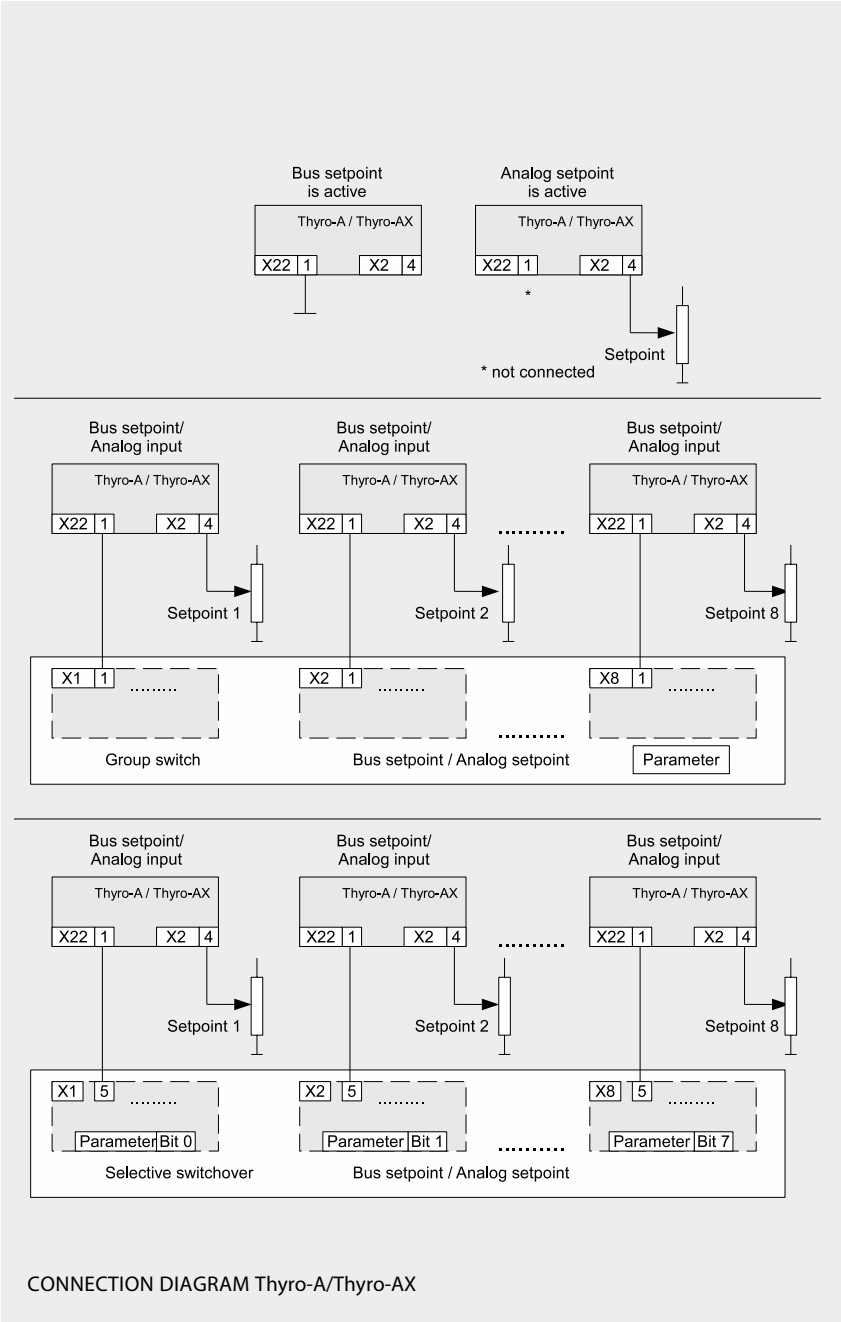 Bus setpoint
is active
Analog setpoint
is active
Thyro-A / Thyro-AX
Thyro-A / Thyro-AX
X22 1 X2 4
X22 1 X2 4
*
Setpoint
* not connected
Bus setpoint/
Analog input
Bus setpoint/
Analog input
Bus setpoint/
Analog input
Thyro-A / Thyro-AX
Thyro-A / Thyro-AX
Thyro-A / Thyro-AX
X22 1 X2 4
X22 1 X2 4
..........
X22 1 X2 4
Setpoint 1
Setpoint 2
Setpoint 8
X1 1 .........
X2 1 .........
X8 1 .........
..........
Group switch
Bus setpoint / Analog setpoint
Parameter
Bus setpoint/
Analog input
Bus setpoint/
Analog input
Bus setpoint/
Analog input
Thyro-A / Thyro-AX
Thyro-A / Thyro-AX
Thyro-A / Thyro-AX
X22 1 X2 4
X22 1 X2 4
..........
X22 1 X2 4
Setpoint 1
Setpoint 2
Setpoint 8
X1 5 .........
X2 5 .........
X8 5 .........
Parameter Bit 0
Parameter Bit 1
..........
Parameter Bit 7
Selective switchover
Bus setpoint / Analog setpoint
CONNECTION DIAGRAM Thyro-A/Thyro-AX